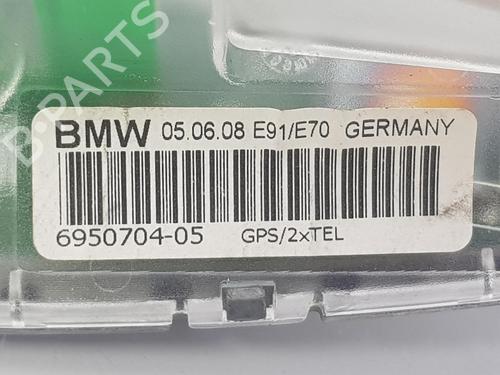 B-PARTS
BMW 05.06.08 E91/E70 GERMANY
6950704-05 GPS/2xTEL